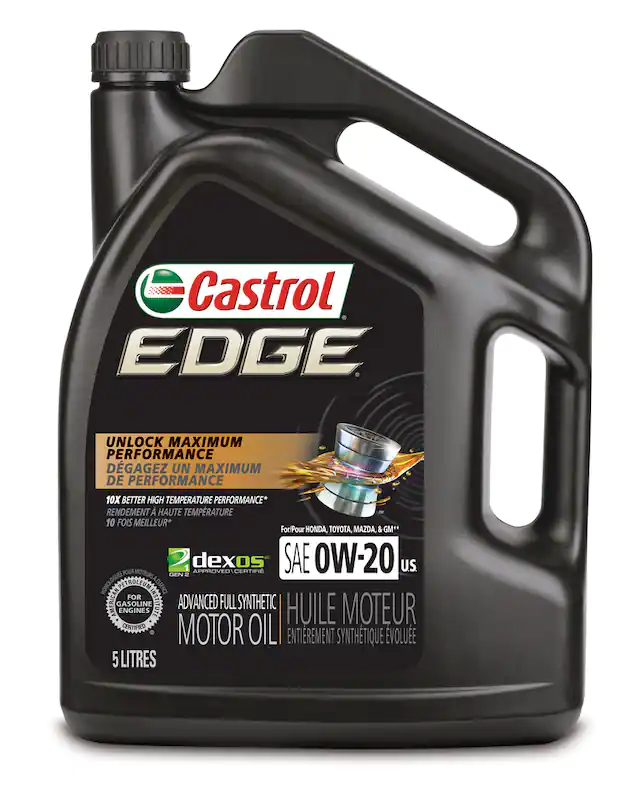 Castrol
EDGE
UNLOCK MAXIMUM
PERFORMANCE
DÉGAGEZ UN MAXIMUM
DE PERFORMANCE
10X BETTER HIGH TEMPERATURE PERFORMANCE*
RENDEMENT À HAUTE TEMPÉRATURE
10 FOIS MEILLEUR*
For/Pour HONDA, TOYOTA, MAZDA, & GM**
SAE 0W-20 U.S.
dexos
GEN 2 APPROVED\CERTIFIÉ
FOR
GASOLINE
ENGINES
CERTIFIED
ADVANCED FULL SYNTHETIC
MOTOR OIL
HUILE MOTEUR
ENTIÈREMENT SYNTHÉTIQUE ÉVOLUÉE
5 LITRES